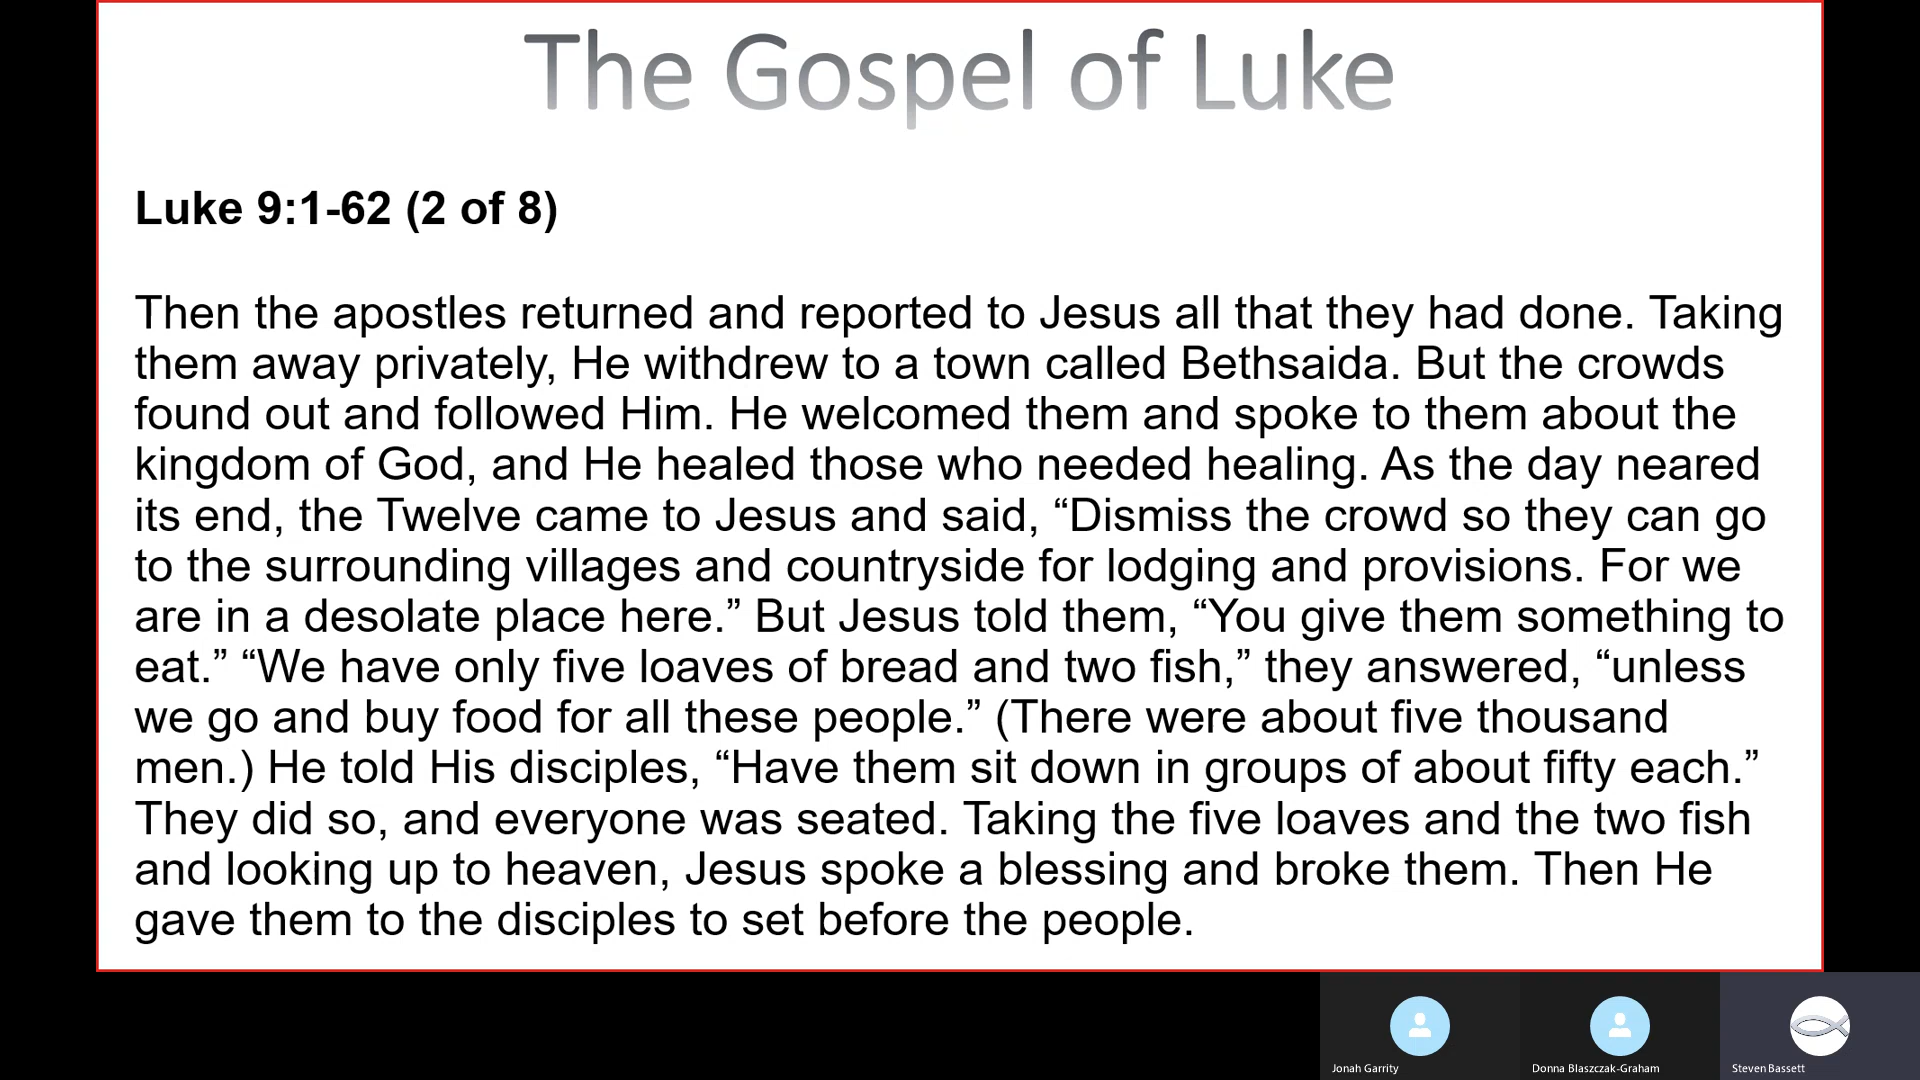 The Gospel of Luke
Luke 9:1-62 (2 of 8)
Then the apostles returned and reported to Jesus all that they had done. Taking
them away privately, He withdrew to a town called Bethsaida. But the crowds
found out and followed Him. He welcomed them and spoke to them about the
kingdom of God, and He healed those who needed healing. As the day neared
its end, the Twelve came to Jesus and said, “Dismiss the crowd so they can go
to the surrounding villages and countryside for lodging and provisions. For we
are in a desolate place here.” But Jesus told them, “You give them something to
eat.” “We have only five loaves of bread and two fish,” they answered, “unless
we go and buy food for all these people.” (There were about five thousand
men.) He told His disciples, “Have them sit down in groups of about fifty each.”
They did so, and everyone was seated. Taking the five loaves and the two fish
and looking up to heaven, Jesus spoke a blessing and broke them. Then He
gave them to the disciples to set before the people.
Jonah Garrity
Donna Blaszczak-Graham
Steven Bassett